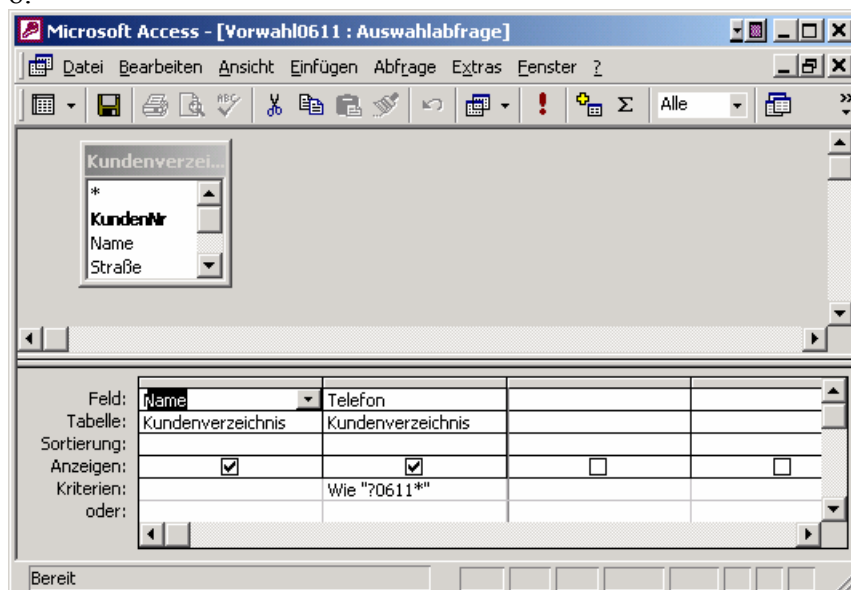 Microsoft Access - [Vorwahl0611 : Auswahlabfrage]
Datei Bearbeiten Ansicht Einfügen Abfrage Extras Fenster ?
ABC Σ Alle
Kundenverzei...
*
KundenNr
Name
Straße
Feld: Name Telefon
Tabelle: Kundenverzeichnis Kundenverzeichnis
Sortierung:
Anzeigen:
Kriterien: Wie "?0611*"
oder:
Bereit